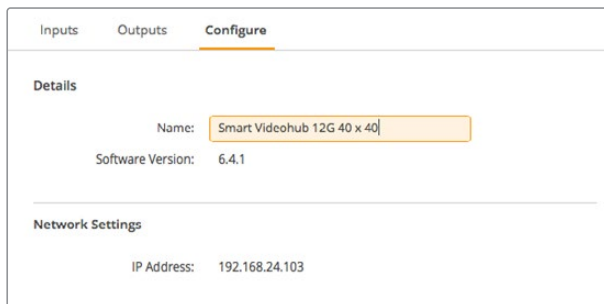 Inputs Outputs Configure
Details
Name: Smart Videohub 12G 40 x 40
Software Version: 6.4.1
Network Settings
IP Address: 192.168.24.103